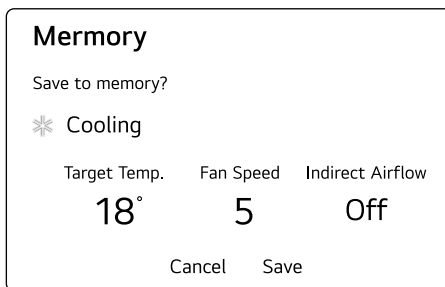 Mermory
Save to memory?
Cooling
Target Temp. Fan Speed Indirect Airflow
18° 5 Off
Cancel Save